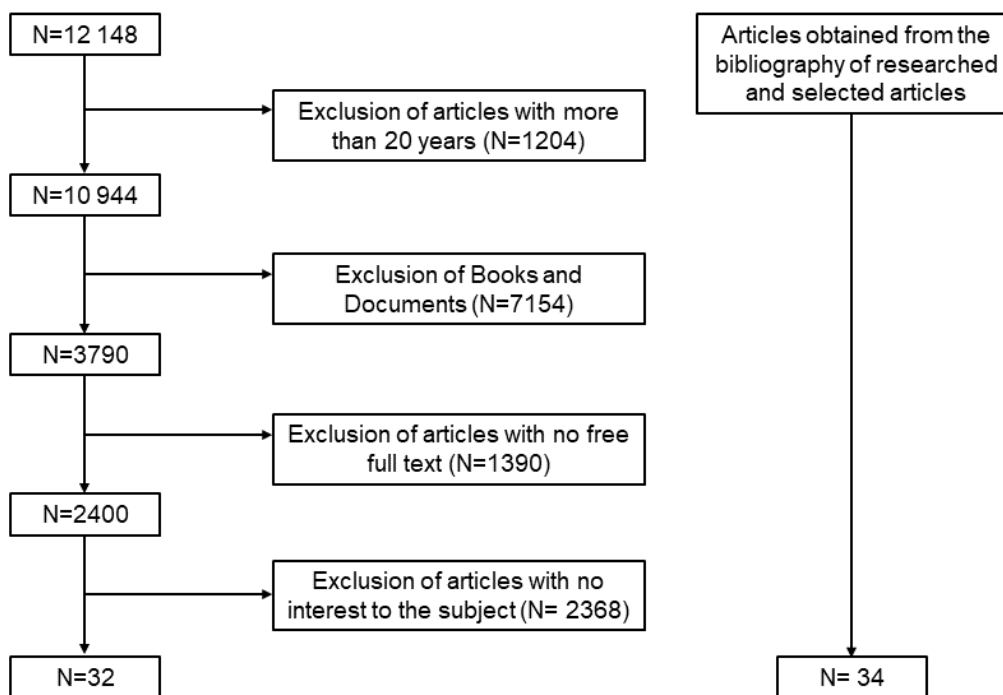 N=12 148
Articles obtained from the
bibliography of researched
and selected articles
Exclusion of articles with more
than 20 years (N=1204)
N=10 944
Exclusion of Books and
Documents (N=7154)
N=3790
Exclusion of articles with no free
full text (N=1390)
N=2400
Exclusion of articles with no
interest to the subject (N= 2368)
N=32
N= 34